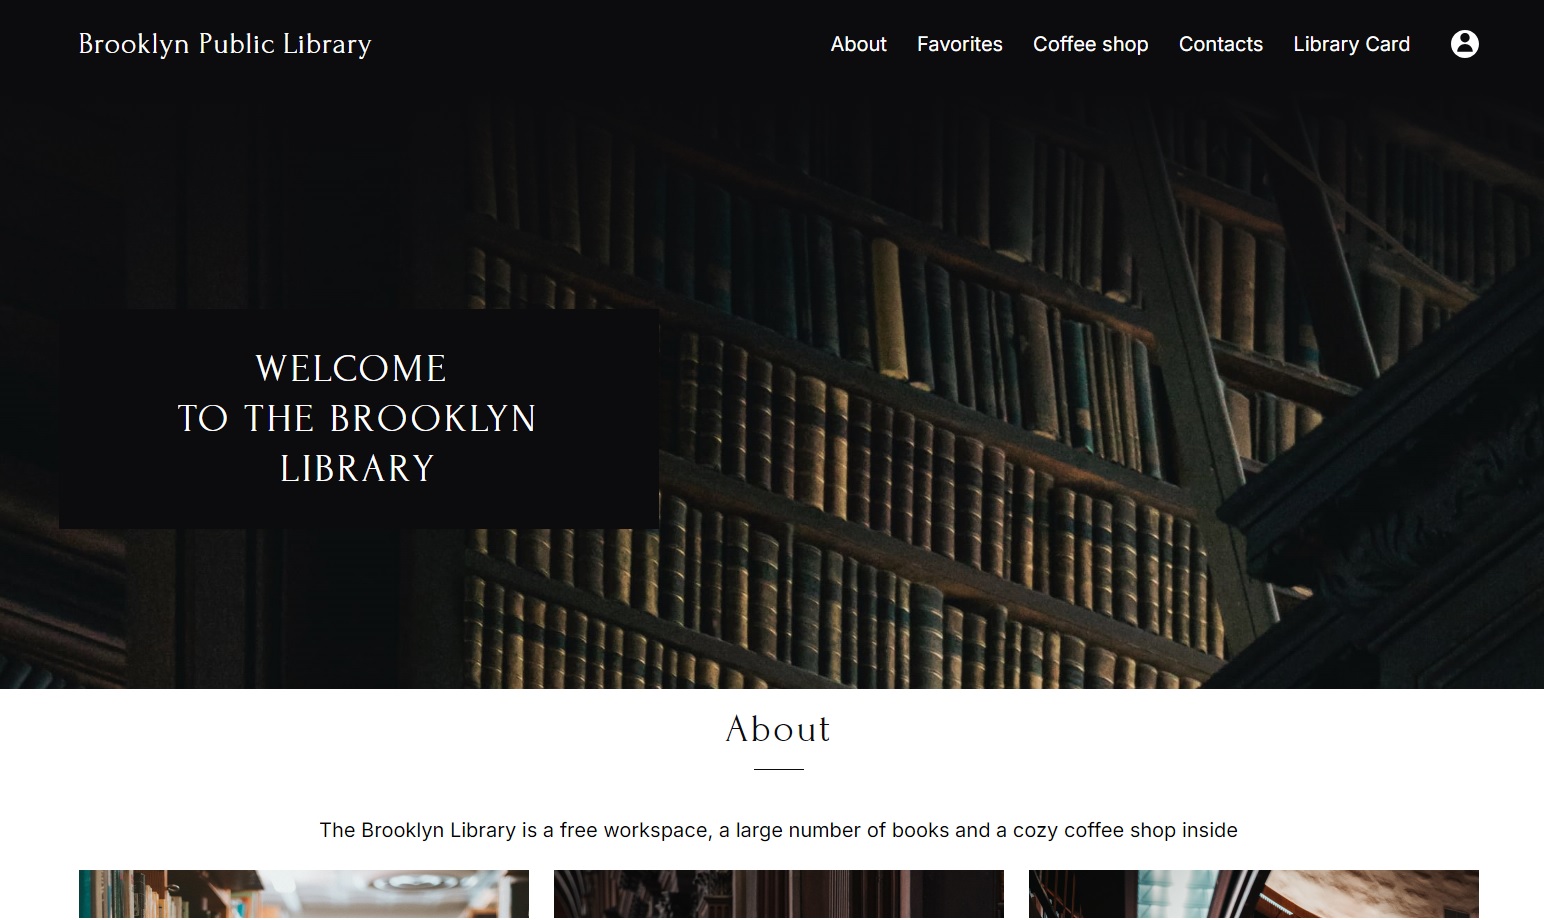 Brooklyn Public Library
About Favorites Coffee shop Contacts Library Card
WELCOME
TO THE BROOKLYN
LIBRARY
About
The Brooklyn Library is a free workspace, a large number of books and a cozy coffee shop inside